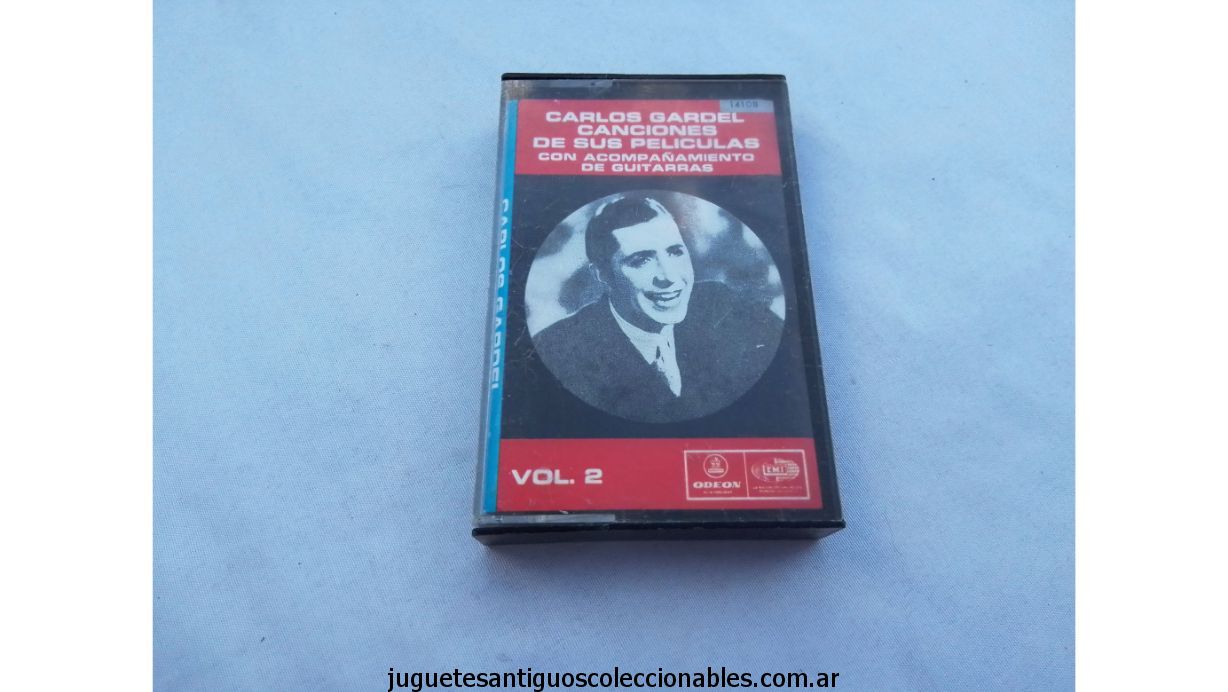 14108
CARLOS GARDEL
CANCIONES
DE SUS PELICULAS
CON ACOMPAÑAMIENTO
DE GUITARRAS
CARLOS GARDEL
VOL. 2
ODEON
EMI
juguetesantiguoscoleccionables.com.ar